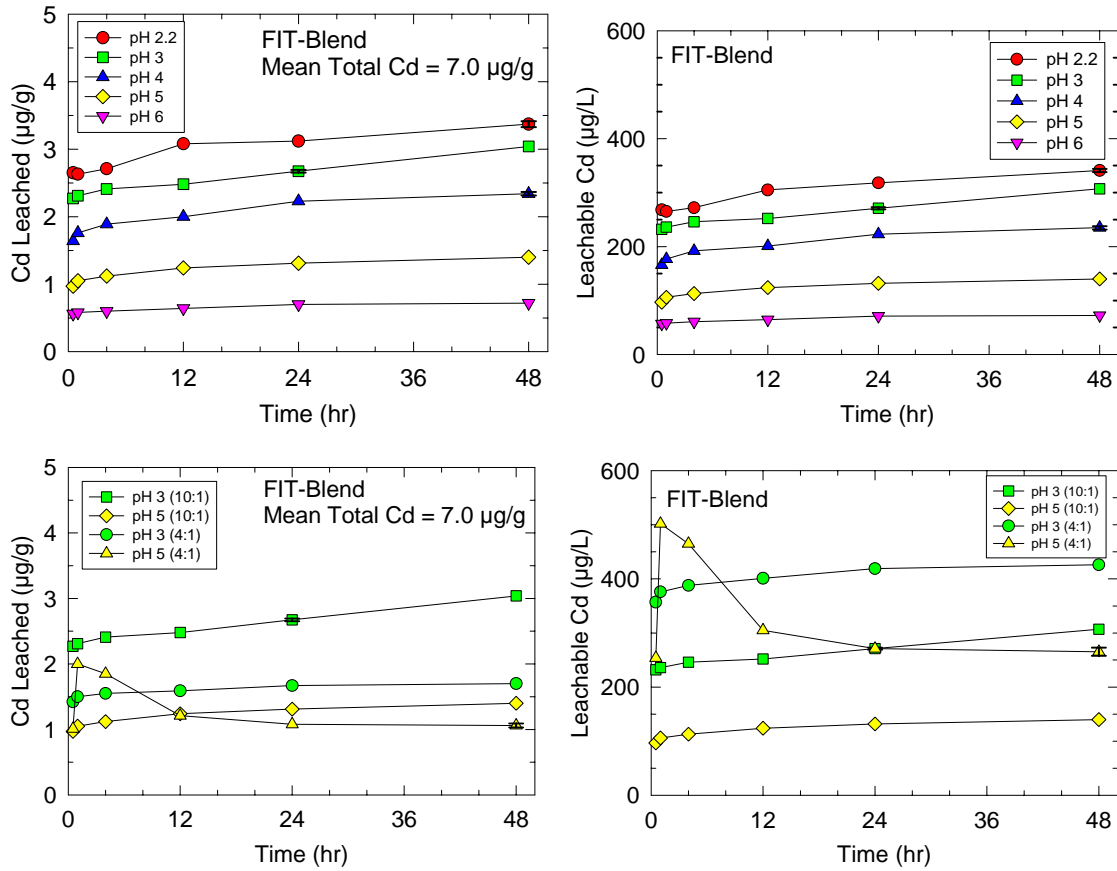 FIT-Blend
Mean Total Cd = 7.0 µg/g
pH 2.2
pH 3
pH 4
pH 5
pH 6
Cd Leached (µg/g)
5
4
3
2
1
0
0 12 24 36 48
Time (hr)
FIT-Blend
pH 2.2
pH 3
pH 4
pH 5
pH 6
Leachable Cd (µg/L)
600
400
200
0
0 12 24 36 48
Time (hr)
FIT-Blend
Mean Total Cd = 7.0 µg/g
pH 3 (10:1)
pH 5 (10:1)
pH 3 (4:1)
pH 5 (4:1)
Cd Leached (µg/g)
5
4
3
2
1
0
0 12 24 36 48
Time (hr)
FIT-Blend
pH 3 (10:1)
pH 5 (10:1)
pH 3 (4:1)
pH 5 (4:1)
Leachable Cd (µg/L)
600
400
200
0
0 12 24 36 48
Time (hr)